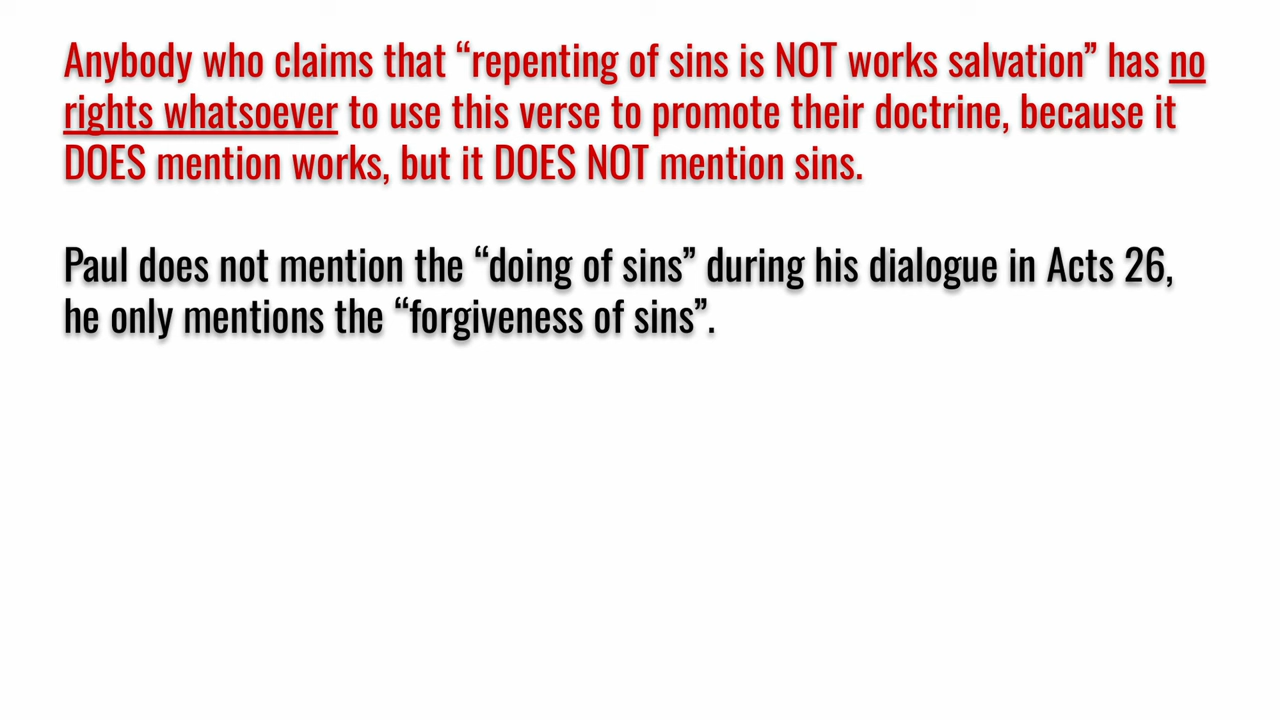 Anybody who claims that “repenting of sins is NOT works salvation” has no
rights whatsoever to use this verse to promote their doctrine, because it
DOES mention works, but it DOES NOT mention sins.
Paul does not mention the “doing of sins” during his dialogue in Acts 26,
he only mentions the “forgiveness of sins”.